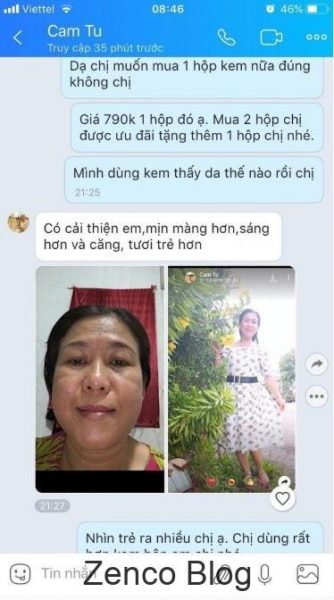 Viettel 08:46 46%
Cam Tu
Truy cập 35 phút trước
Dạ chị muốn mua 1 hộp kem nữa đúng
không chị
Giá 790k 1 hộp đó ạ. Mua 2 hộp chị
được ưu đãi tặng thêm 1 hộp chị nhé.
Mình dùng kem thấy da thế nào rồi chị
21:25
Có cải thiện em,mịn màng hơn,sáng
hơn và căng, tươi trẻ hơn
Cam Tu
21:27
Nhìn trẻ ra nhiều chị ạ. Chị dùng rất
Tin nhắn
Zenco Blog